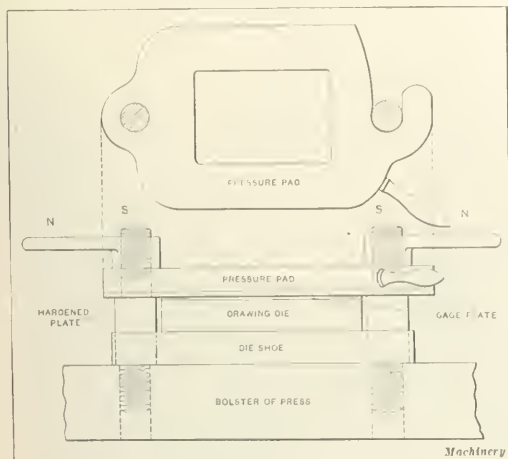 PRESSURE PAD
N S S N
PRESSURE PAD
HARDENED PLATE
DRAWING DIE
GAGE PLATE
DIE SHOE
BOLSTER OF PRESS
Machinery